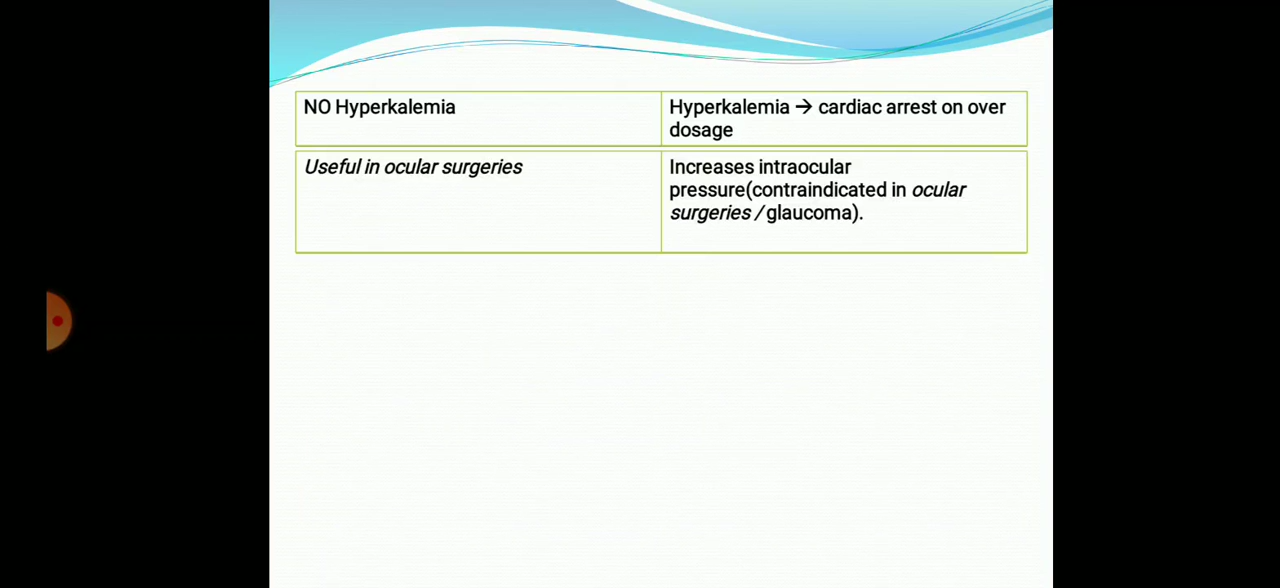 NO Hyperkalemia
Hyperkalemia → cardiac arrest on over
dosage
Useful in ocular surgeries
Increases intraocular
pressure(contraindicated in ocular
surgeries / glaucoma).